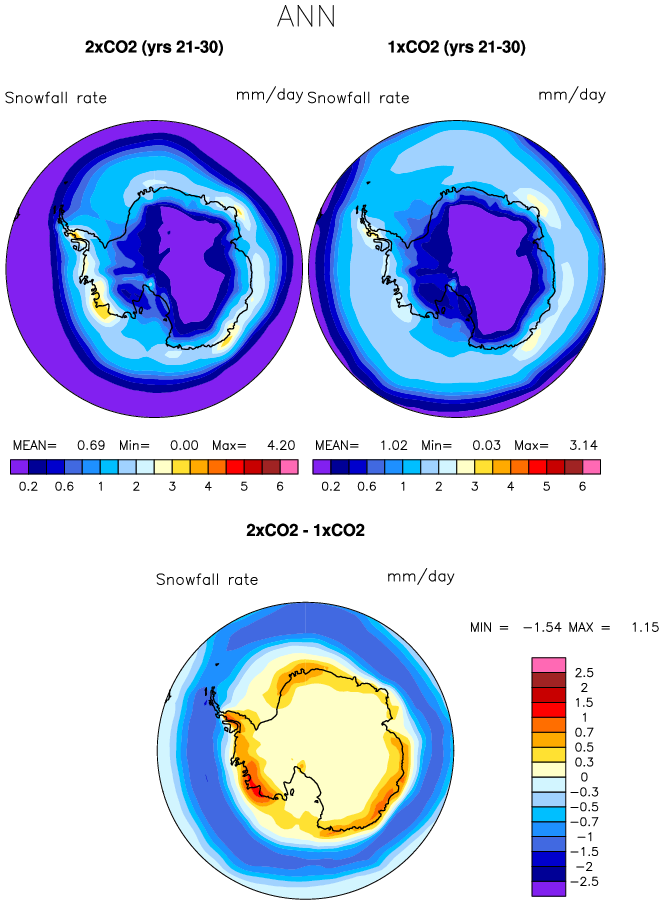 ANN
2xCO2 (yrs 21-30) 1xCO2 (yrs 21-30)
Snowfall rate mm/day Snowfall rate mm/day
MEAN= 0.69 Min= 0.00 Max= 4.20 MEAN= 1.02 Min= 0.03 Max= 3.14
0.2 0.6 1 2 3 4 5 6 0.2 0.6 1 2 3 4 5 6
2xCO2 - 1xCO2
Snowfall rate mm/day
MIN = -1.54 MAX = 1.15
2.5
2
1.5
1
0.7
0.5
0.3
0
-0.3
-0.5
-0.7
-1
-1.5
-2
-2.5